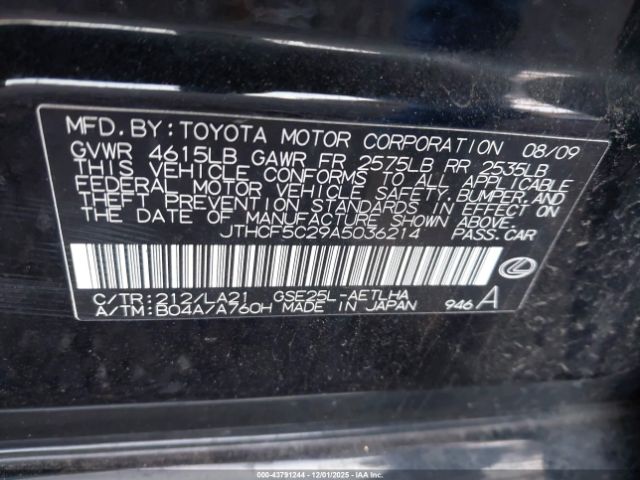 MFD. BY: TOYOTA MOTOR CORPORATION 08/09
GVWR 4615LB GAWR FR 2575LB RR 2535LB
THIS VEHICLE CONFORMS TO ALL APPLICABLE
FEDERAL MOTOR VEHICLE SAFETY, BUMPER, AND
THEFT PREVENTION STANDARDS IN EFFECT ON
THE DATE OF MANUFACTURE SHOWN ABOVE.
JTHCF5C29A5036214 PASS. CAR
C/TR: 212/LA21 GSE25L-AETLHA
A/TM: B04A/A760H MADE IN JAPAN 946 A
000-43791244 12/01/2025 IAAI.COM